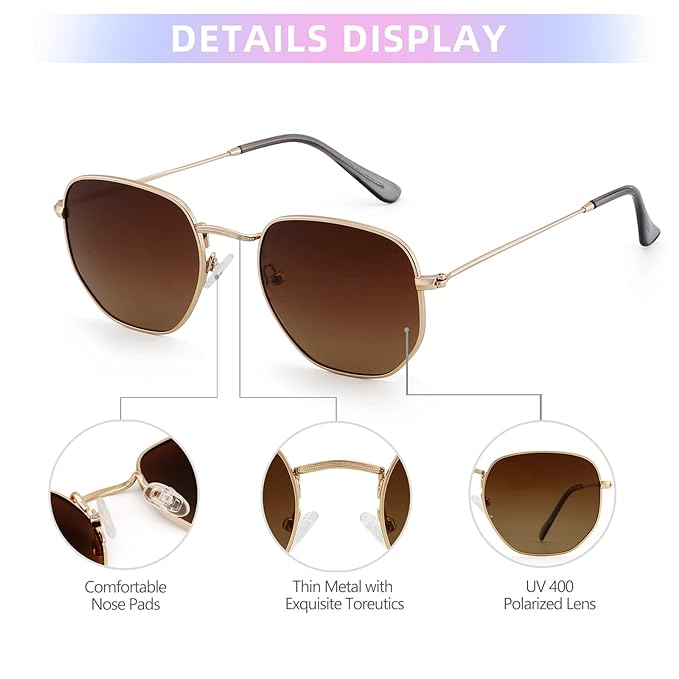 DETAILS DISPLAY
Comfortable
Nose Pads
Thin Metal with
Exquisite Toreutics
UV 400
Polarized Lens